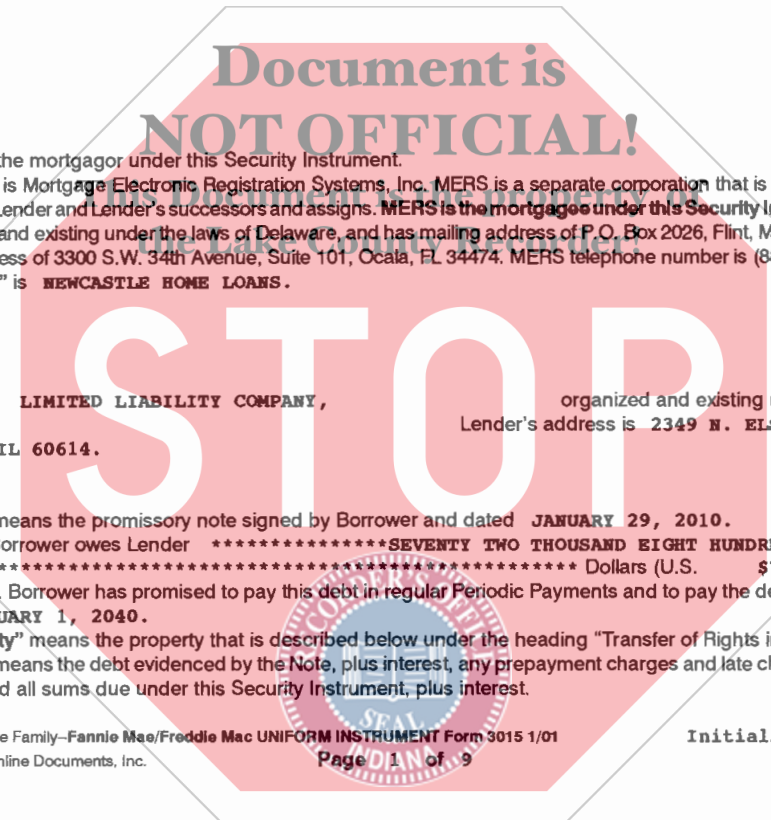 Document is
NOT OFFICIAL!
the mortgagor under this Security Instrument.
is Mortgage Electronic Registration Systems, Inc. MERS is a separate corporation that is
This Document is the property of
Lender and Lender's successors and assigns. MERS is the mortgagee under this Security I
and existing under the laws of Delaware, and has mailing address of P.O. Box 2026, Flint, M
the Lake County Recorder!
ess of 3300 S.W. 34th Avenue, Suite 101, Ocala, FL 34474. MERS telephone number is (8
” is NEWCASTLE HOME LOANS.
STOP
LIMITED LIABILITY COMPANY, organized and existing
Lender's address is 2349 N. ELS
IL 60614.
means the promissory note signed by Borrower and dated JANUARY 29, 2010.
orrower owes Lender ***************SEVENTY TWO THOUSAND EIGHT HUNDRE
************************************************** Dollars (U.S. $7
. Borrower has promised to pay this debt in regular Periodic Payments and to pay the de
UARY 1, 2040.
ty” means the property that is described below under the heading “Transfer of Rights i
means the debt evidenced by the Note, plus interest, any prepayment charges and late c
d all sums due under this Security Instrument, plus interest.
RECORDER'S OFFICE
SEAL
INDIANA
e Family–Fannie Mae/Freddie Mac UNIFORM INSTRUMENT Form 3015 1/01 Initial
nline Documents, Inc. Page 1 of 9